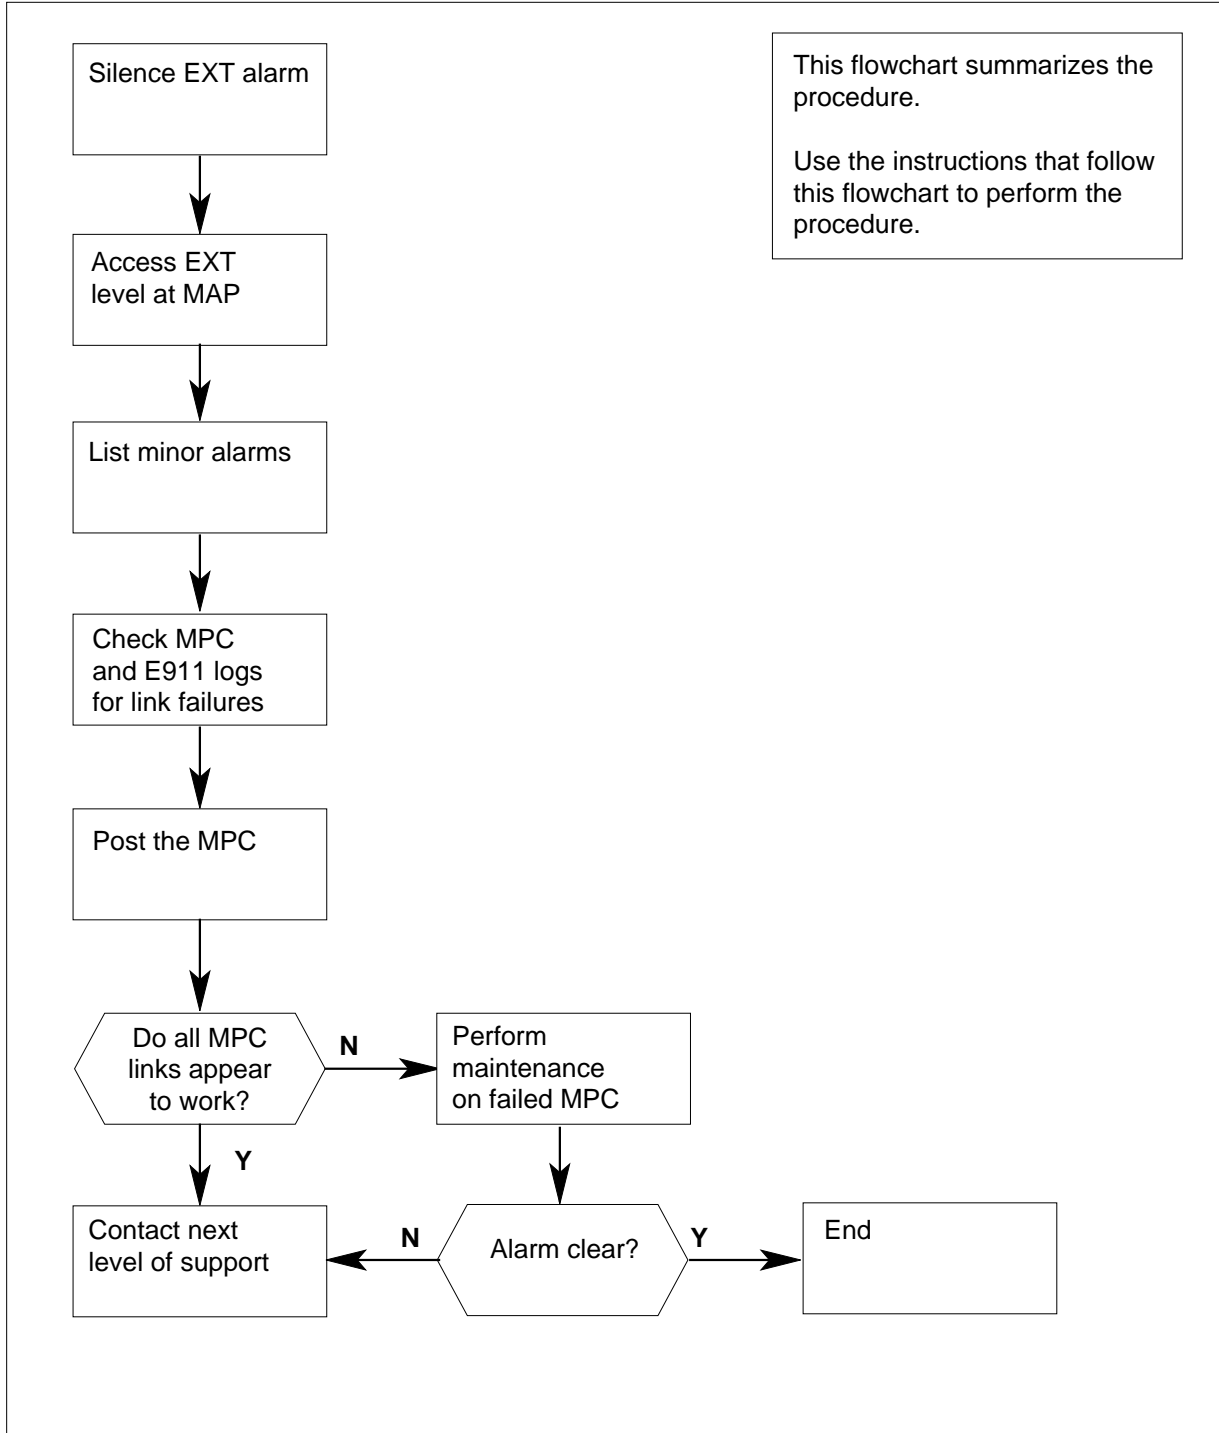 Silence EXT alarm
This flowchart summarizes the
procedure.
Use the instructions that follow
this flowchart to perform the
procedure.
Access EXT
level at MAP
List minor alarms
Check MPC
and E911 logs
for link failures
Post the MPC
Do all MPC
links appear
to work?
N
Perform
maintenance
on failed MPC
Y
Contact next
level of support
N
Alarm clear?
Y
End